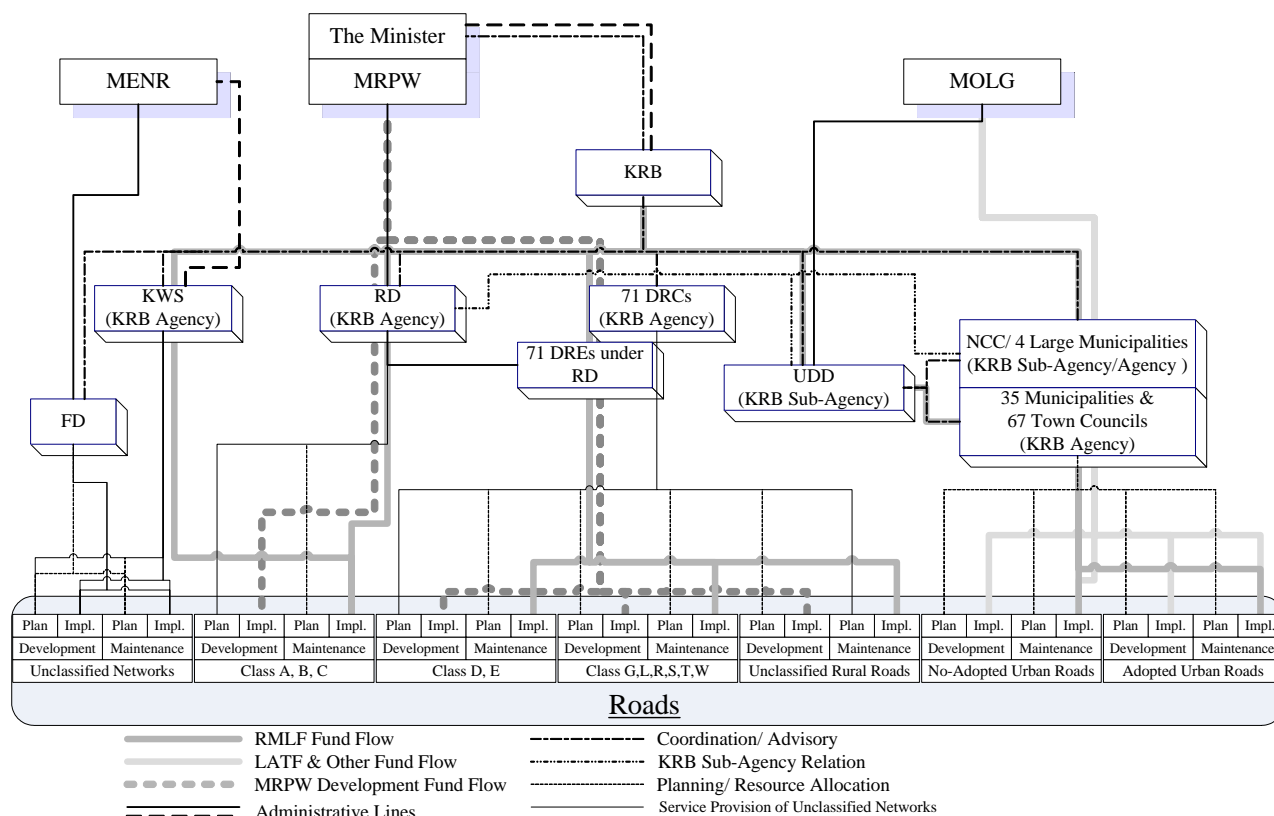 The Minister
MENR
MRPW
MOLG
KRB
KWS
(KRB Agency)
RD
(KRB Agency)
71 DRCs
(KRB Agency)
71 DREs under
RD
NCC/ 4 Large Municipalities
(KRB Sub-Agency/Agency )
UDD
(KRB Sub-Agency)
35 Municipalities &
67 Town Councils
(KRB Agency)
FD
Plan Impl. Plan Impl. Plan Impl. Plan Impl. Plan Impl. Plan Impl. Plan Impl. Plan Impl. Plan Impl. Plan Impl. Plan Impl. Plan Impl. Plan Impl. Plan Impl.
Development Maintenance Development Maintenance Development Maintenance Development Maintenance Development Maintenance Development Maintenance Development Maintenance
Unclassified Networks Class A, B, C Class D, E Class G,L,R,S,T,W Unclassified Rural Roads No-Adopted Urban Roads Adopted Urban Roads
Roads
RMLF Fund Flow
LATF & Other Fund Flow
MRPW Development Fund Flow
Administrative Lines
Coordination/ Advisory
KRB Sub-Agency Relation
Planning/ Resource Allocation
Service Provision of Unclassified Networks